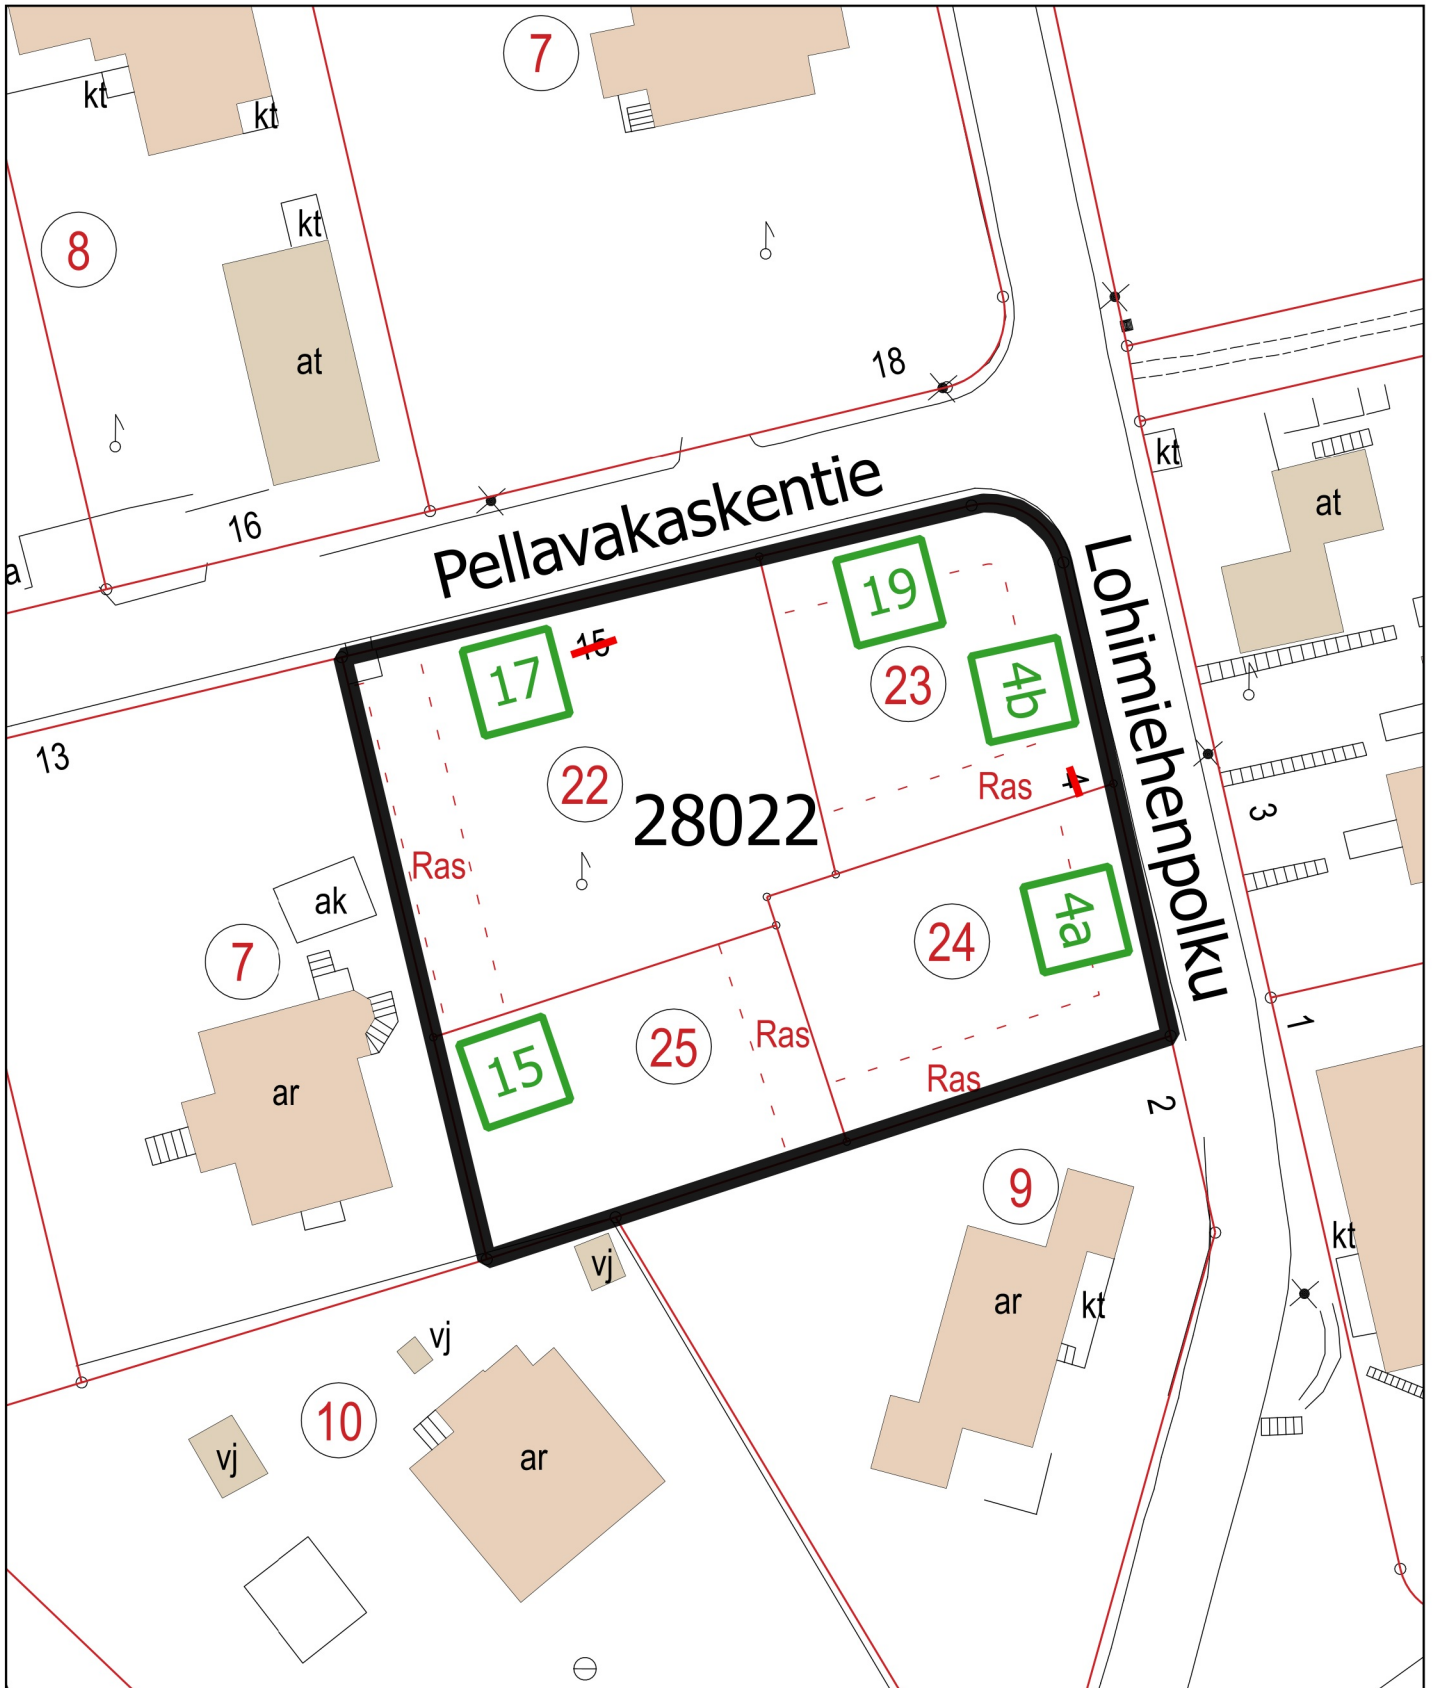 7
kt
kt
kt
8
at
18
kt
at
16
a
Pellavakaskentie
Lohimiehenpolku
19
15
17
23
4b
13
22
28022
Ras
4
3
Ras
ak
4a
7
24
25
Ras
1
15
Ras
ar
2
9
kt
vj
ar
kt
vj
10
vj
ar